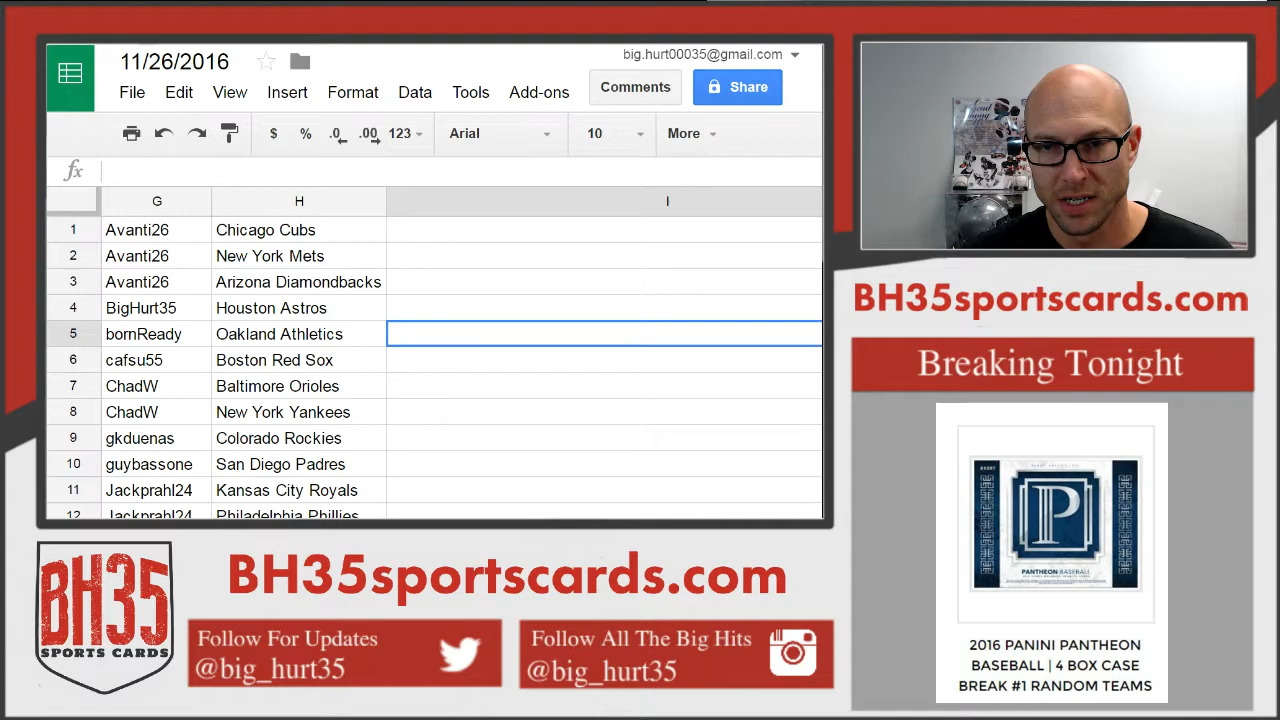 11/26/2016
big.hurt00035@gmail.com
Comments
Share
File Edit View Insert Format Data Tools Add-ons
$ % .0 .00 123 Arial 10 More
fx
G H I
1 Avanti26 Chicago Cubs
2 Avanti26 New York Mets
3 Avanti26 Arizona Diamondbacks
4 BigHurt35 Houston Astros
5 bornReady Oakland Athletics
6 cafsu55 Boston Red Sox
7 ChadW Baltimore Orioles
8 ChadW New York Yankees
9 gkduenas Colorado Rockies
10 guybassone San Diego Padres
11 Jackprahl24 Kansas City Royals
12 Jackprahl24 Philadelphia Phillies
BH35sportscards.com
Breaking Tonight
P
PANTHEON BASEBALL
2016 PANINI PANTHEON
BASEBALL | 4 BOX CASE
BREAK #1 RANDOM TEAMS
BH35
SPORTS CARDS
BH35sportscards.com
Follow For Updates
@big_hurt35
Follow All The Big Hits
@big_hurt35